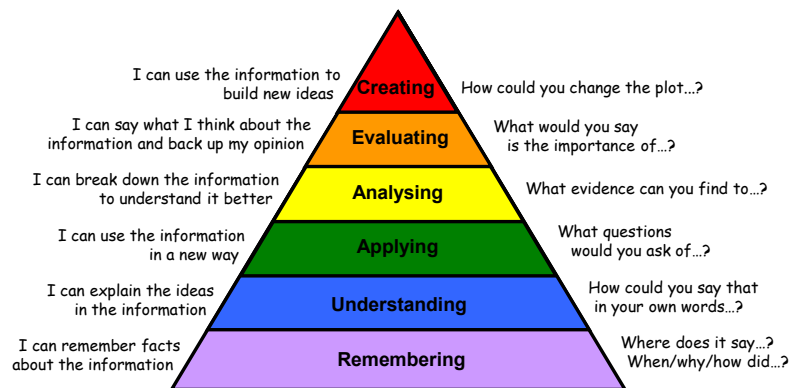 I can use the information to
build new ideas
Creating
How could you change the plot...?
I can say what I think about the
information and back up my opinion
Evaluating
What would you say
is the importance of...?
I can break down the information
to understand it better
Analysing
What evidence can you find to...?
I can use the information
in a new way
Applying
What questions
would you ask of...?
I can explain the ideas
in the information
Understanding
How could you say that
in your own words...?
I can remember facts
about the information
Remembering
Where does it say...?
When/why/how did...?